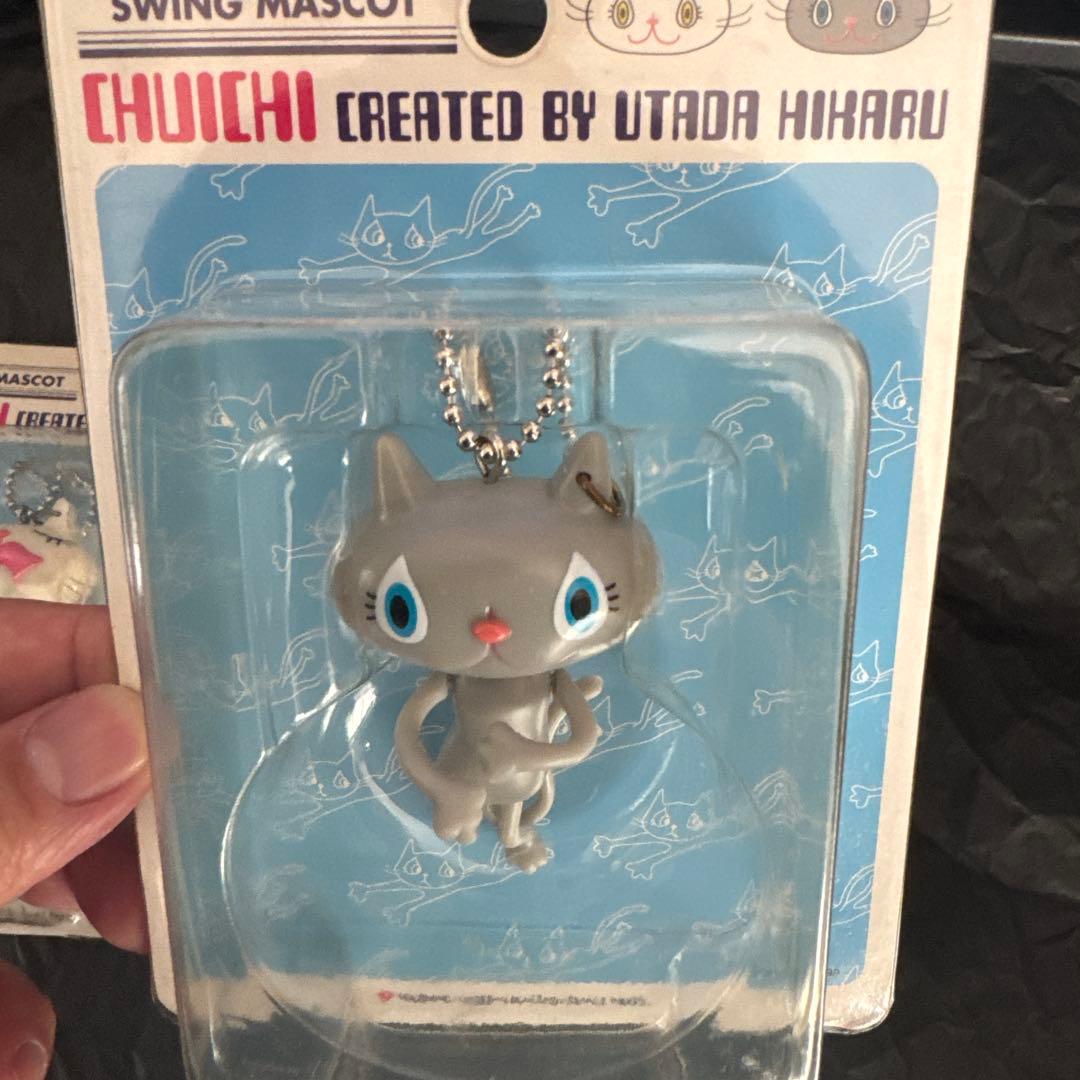 SWING MASCOT
CHUICHI CREATED BY UTADA HIKARU
MASCOT
CREATE